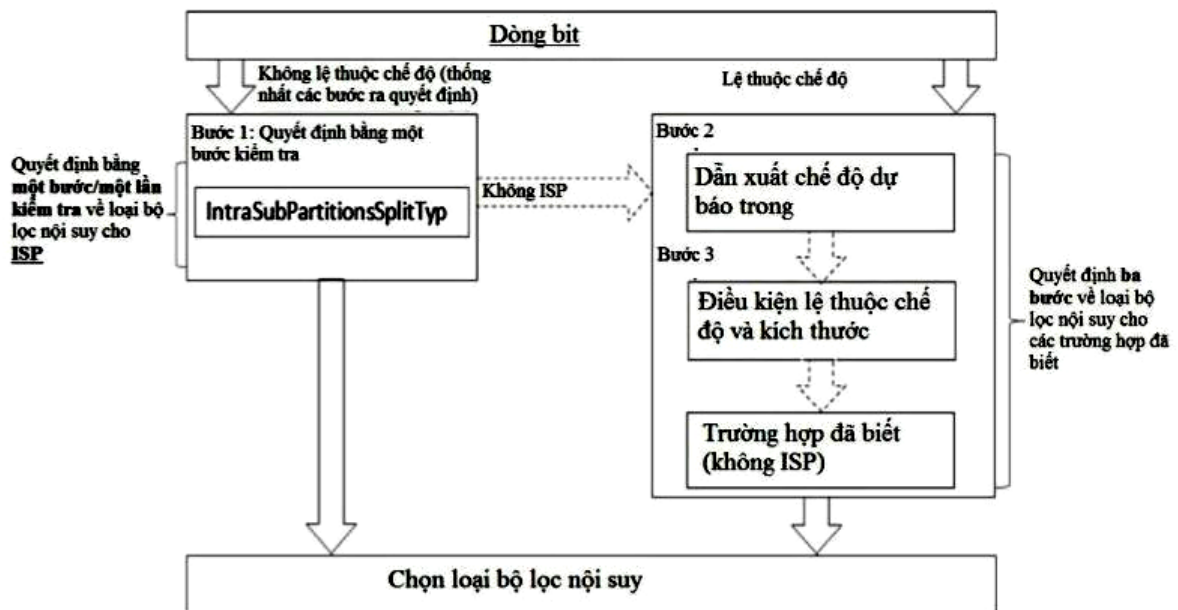 Dòng bit
Không lệ thuộc chế độ (thống
nhất các bước ra quyết định)
Lệ thuộc chế độ
Bước 1: Quyết định bằng một
bước kiểm tra
IntraSubPartitionsSplitTyp
Quyết định bằng
một bước/một lần
kiểm tra về loại bộ
lọc nội suy cho
ISP
Không ISP
Bước 2
Dẫn xuất chế độ dự
báo trong
Bước 3
Điều kiện lệ thuộc chế
độ và kích thước
Trường hợp đã biết
(không ISP)
Quyết định ba
bước về loại bộ
lọc nội suy cho
các trường hợp đã
biết
Chọn loại bộ lọc nội suy